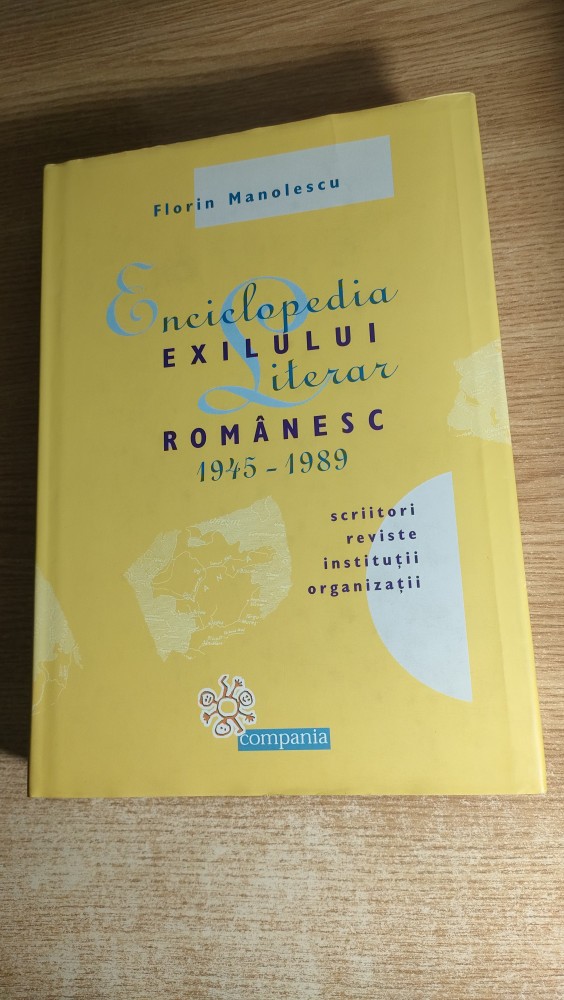 Florin Manolescu
Enciclopedia
EXILULUI
Literar
ROMÂNESC
1945 - 1989
scriitori
reviste
instituții
organizații
compania